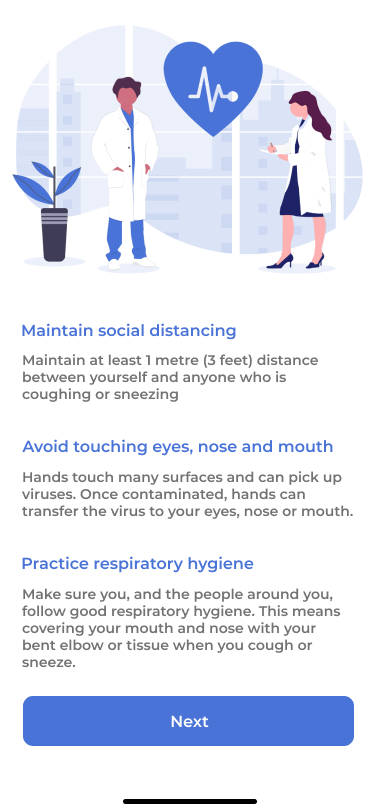 Maintain social distancing
Maintain at least 1 metre (3 feet) distance
between yourself and anyone who is
coughing or sneezing
Avoid touching eyes, nose and mouth
Hands touch many surfaces and can pick up
viruses. Once contaminated, hands can
transfer the virus to your eyes, nose or mouth.
Practice respiratory hygiene
Make sure you, and the people around you,
follow good respiratory hygiene. This means
covering your mouth and nose with your
bent elbow or tissue when you cough or
sneeze.
Next